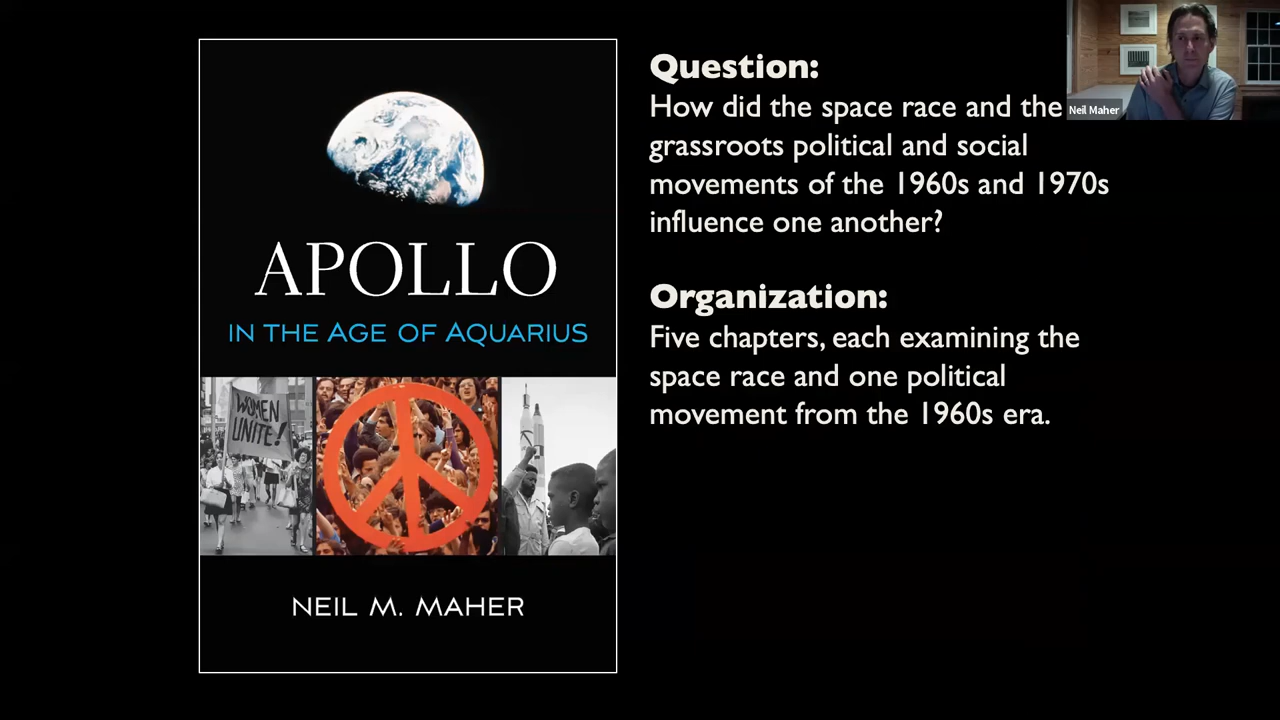 APOLLO
IN THE AGE OF AQUARIUS
WOMEN
UNITE!
NEIL M. MAHER
Question:
How did the space race and the
grassroots political and social
movements of the 1960s and 1970s
influence one another?
Organization:
Five chapters, each examining the
space race and one political
movement from the 1960s era.
Neil Maher